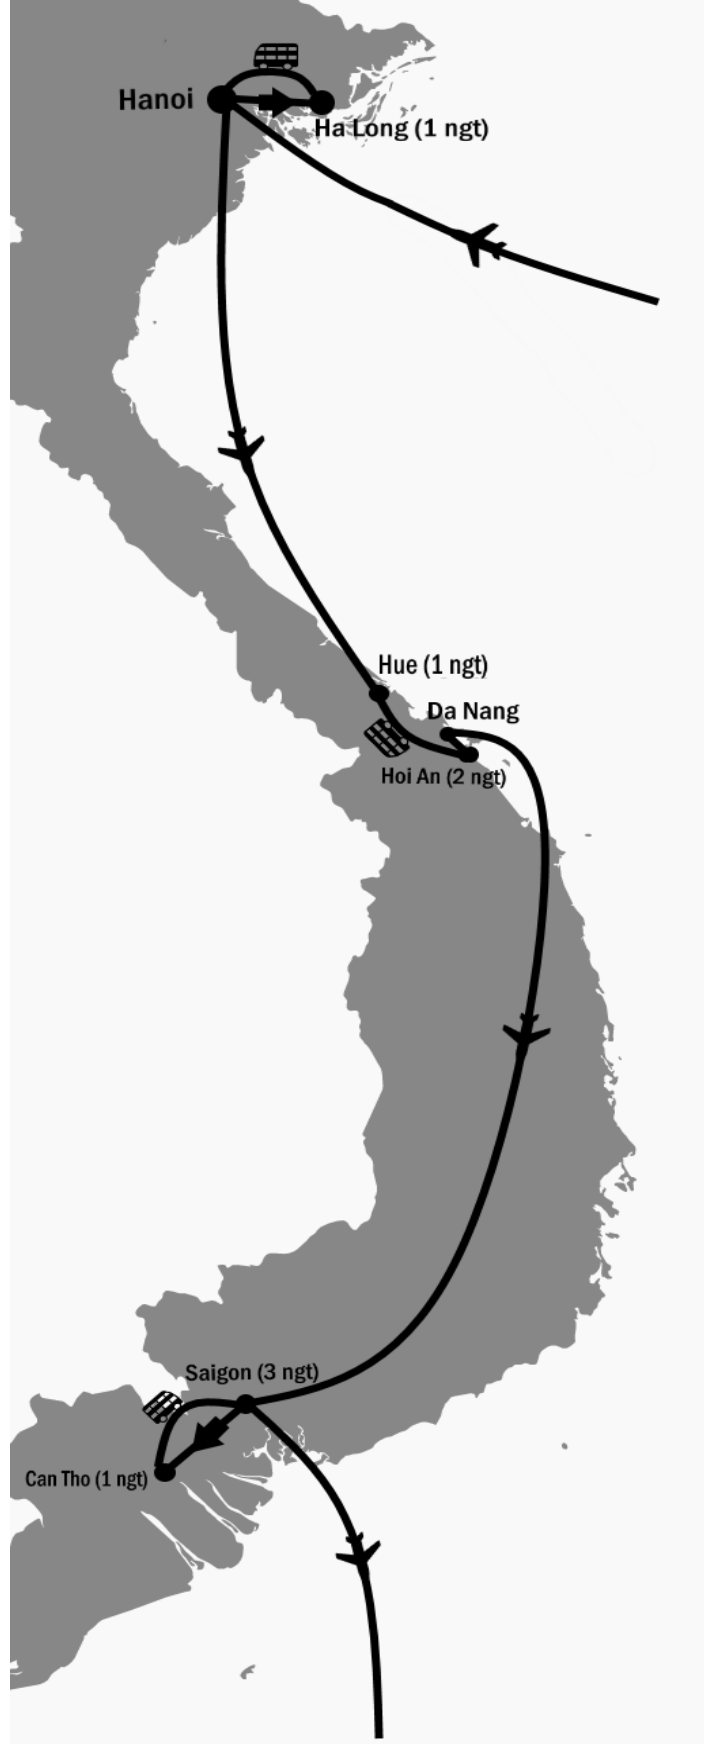 Hanoi
Ha Long (1 ngt)
Hue (1 ngt)
Da Nang
Hoi An (2 ngt)
Saigon (3 ngt)
Can Tho (1 ngt)